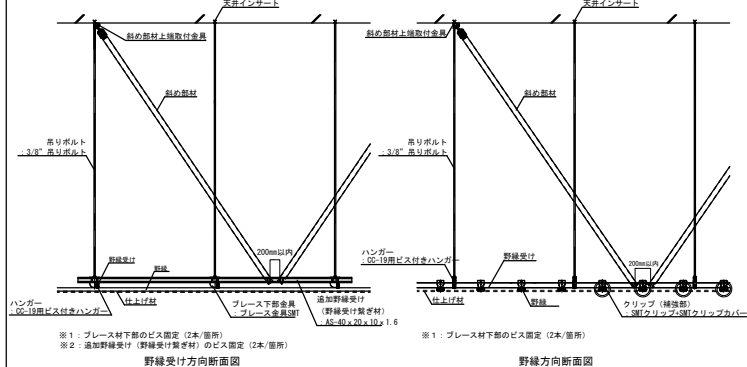 天井インサート
斜め部材上端取付金具
斜め部材
吊りボルト
：3/8" 吊りボルト
200mm以内
野縁受け
野縁
ハンガー
：CC-19用ビス付きハンガー
仕上げ材
ブレース下部金具
：ブレース金具SMT
追加野縁受け
(野縁受け繋ぎ材)
：AS-40×20×10×1.6
※1：ブレース材下部のビス固定（2本/箇所）
※2：追加野縁受け（野縁受け繋ぎ材）のビス固定（2本/箇所）
野縁受け方向断面図
天井インサート
斜め部材上端取付金具
斜め部材
吊りボルト
：3/8" 吊りボルト
ハンガー
：CC-19用ビス付きハンガー
野縁受け
200mm以内
仕上げ材
野縁
クリップ（補強部）
：SMTクリップ+SMTクリップカバー
※1：ブレース材下部のビス固定（2本/箇所）
野縁方向断面図